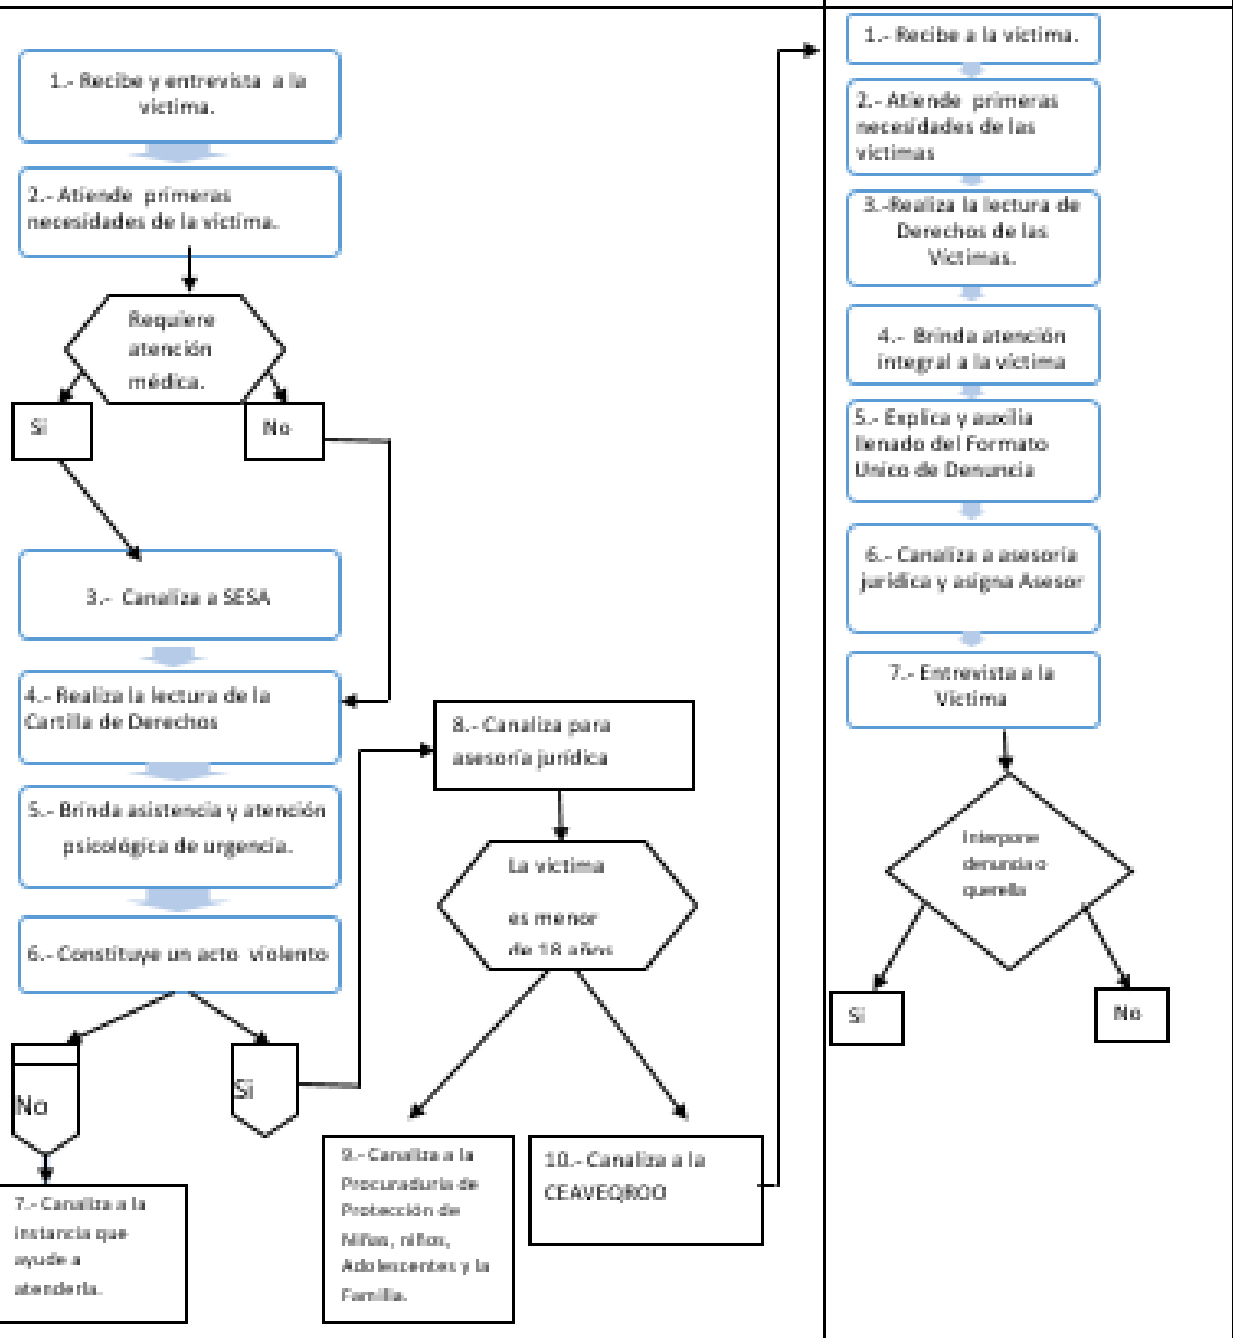 1.- Recibe y entrevista a la
victima.
2.- Atiende primeras
necesidades de la víctima.
Requiere
atención
médica.
Si
No
3.- Canaliza a SESA
4.- Realiza la lectura de la
Cartilla de Derechos
5.- Brinda asistencia y atención
psicológica de urgencia.
6.- Constituye un acto violento
No
Si
7.- Canaliza a la
instancia que
ayude a
atenderla.
8.- Canaliza para
asesoría jurídica
La víctima
es menor
de 18 años
9.- Canaliza a la
Procuraduría de
Protección de
Niñas, niños,
Adolescentes y la
Familia.
10.- Canaliza a la
CEAVEQROO
1.- Recibe a la victima.
2.- Atiende primeras
necesidades de las
víctimas
3.-Realiza la lectura de
Derechos de las
Víctimas.
4.- Brinda atención
integral a la víctima
5.- Explica y auxilia
llenado del Formato
Unico de Denuncia
6.- Canaliza a asesoría
jurídica y asigna Asesor
7.- Entrevista a la
Víctima
Interpone
denuncia o
querella
Si
No